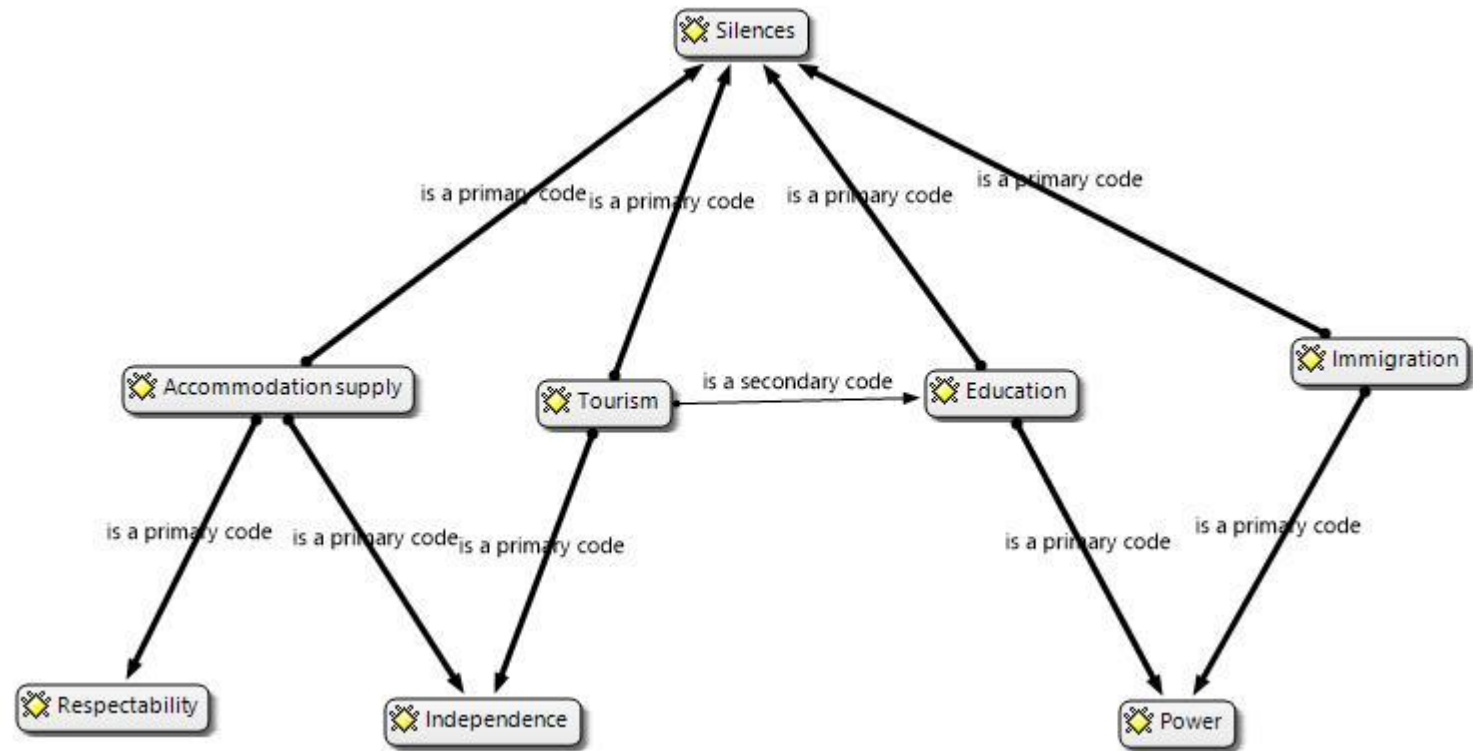 Silences
is a primary code
is a primary code
is a primary code
is a primary code
Accommodation supply
Tourism
is a secondary code
Education
Immigration
is a primary code
is a primary code
is a primary code
is a primary code
is a primary code
Respectability
Independence
Power